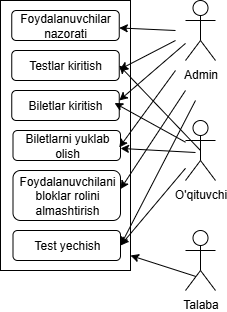 Foydalanuvchilar
nazorati
Testlar kiritish
Biletlar kiritish
Biletlarni yuklab
olish
Foydalanuvchilani
bloklar rolini
almashtirish
Test yechish
Admin
O'qituvchi
Talaba